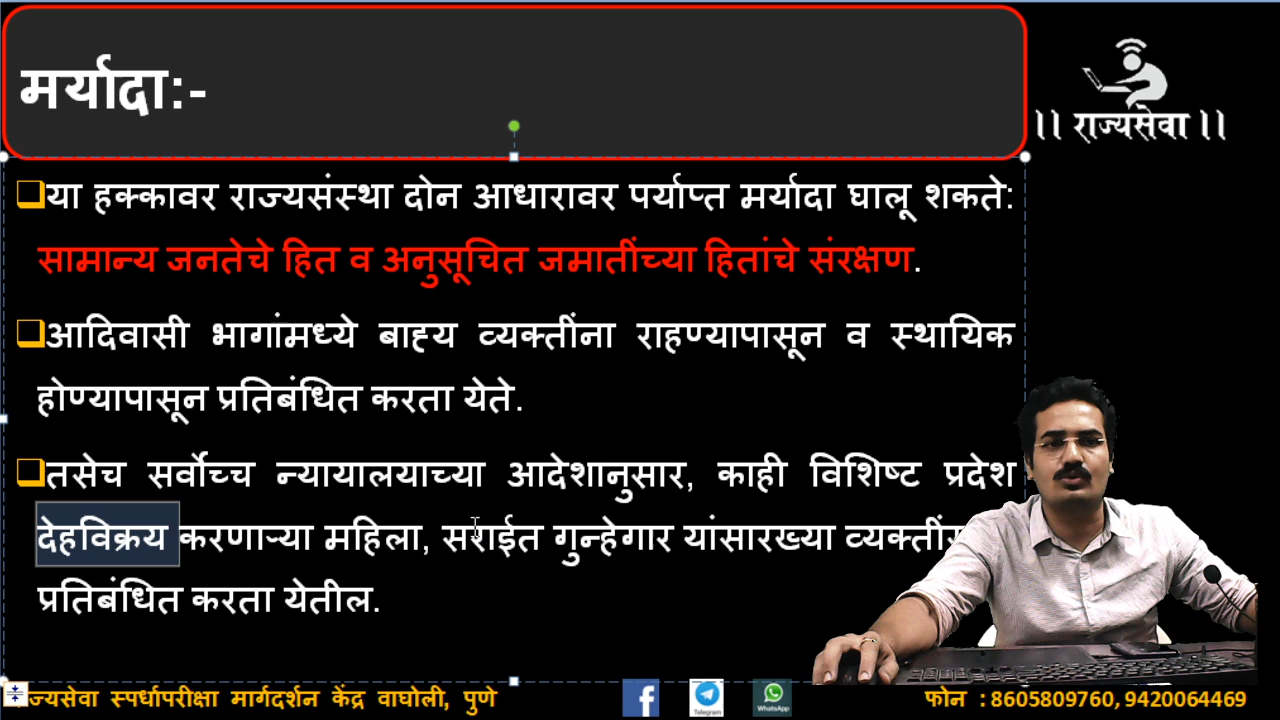 मर्यादा:-
।। राज्यसेवा ।।
या हक्कावर राज्यसंस्था दोन आधारावर पर्याप्त मर्यादा घालू शकते:
सामान्य जनतेचे हित व अनुसूचित जमातींच्या हितांचे संरक्षण.
आदिवासी भागांमध्ये बाह्य व्यक्तींना राहण्यापासून व स्थायिक
होण्यापासून प्रतिबंधित करता येते.
तसेच सर्वोच्च न्यायालयाच्या आदेशानुसार, काही विशिष्ट प्रदेश
देहविक्रय करणाऱ्या महिला, सराईत गुन्हेगार यांसारख्या
प्रतिबंधित करता येतील.
स्पर्धापरीक्षा मार्गदर्शन केंद्र वाघोली, पुणे
Telegram
WhatsApp
फोन : 8605809760, 9420064469